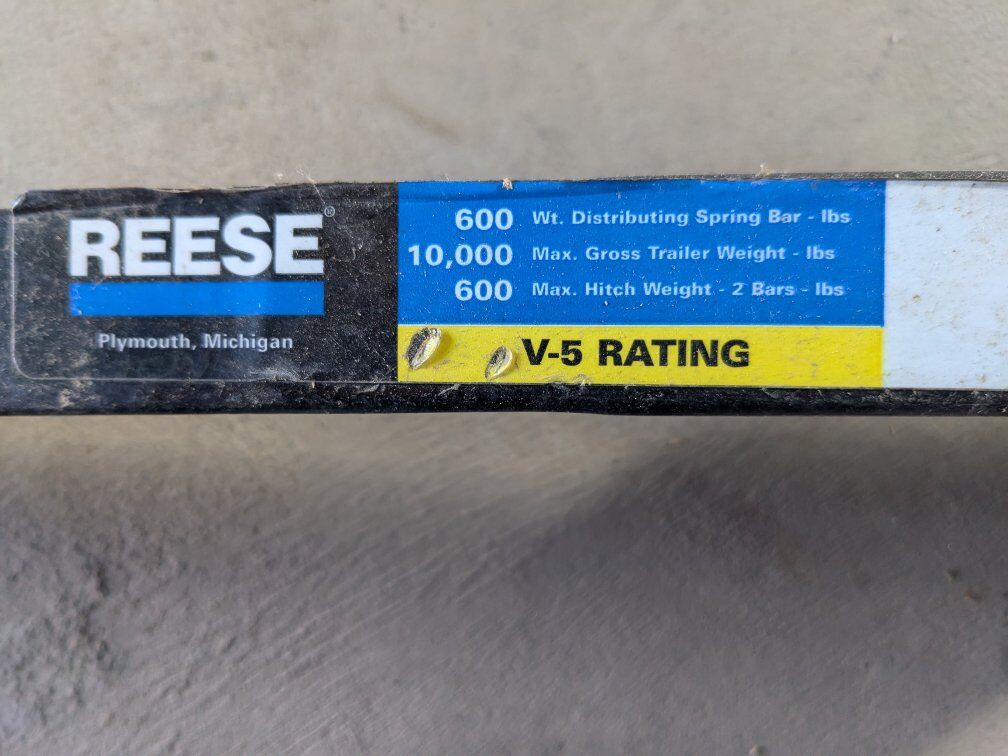 REESE®
Plymouth, Michigan
600 Wt. Distributing Spring Bar - lbs
10,000 Max. Gross Trailer Weight - lbs
600 Max. Hitch Weight - 2 Bars - lbs
V-5 RATING